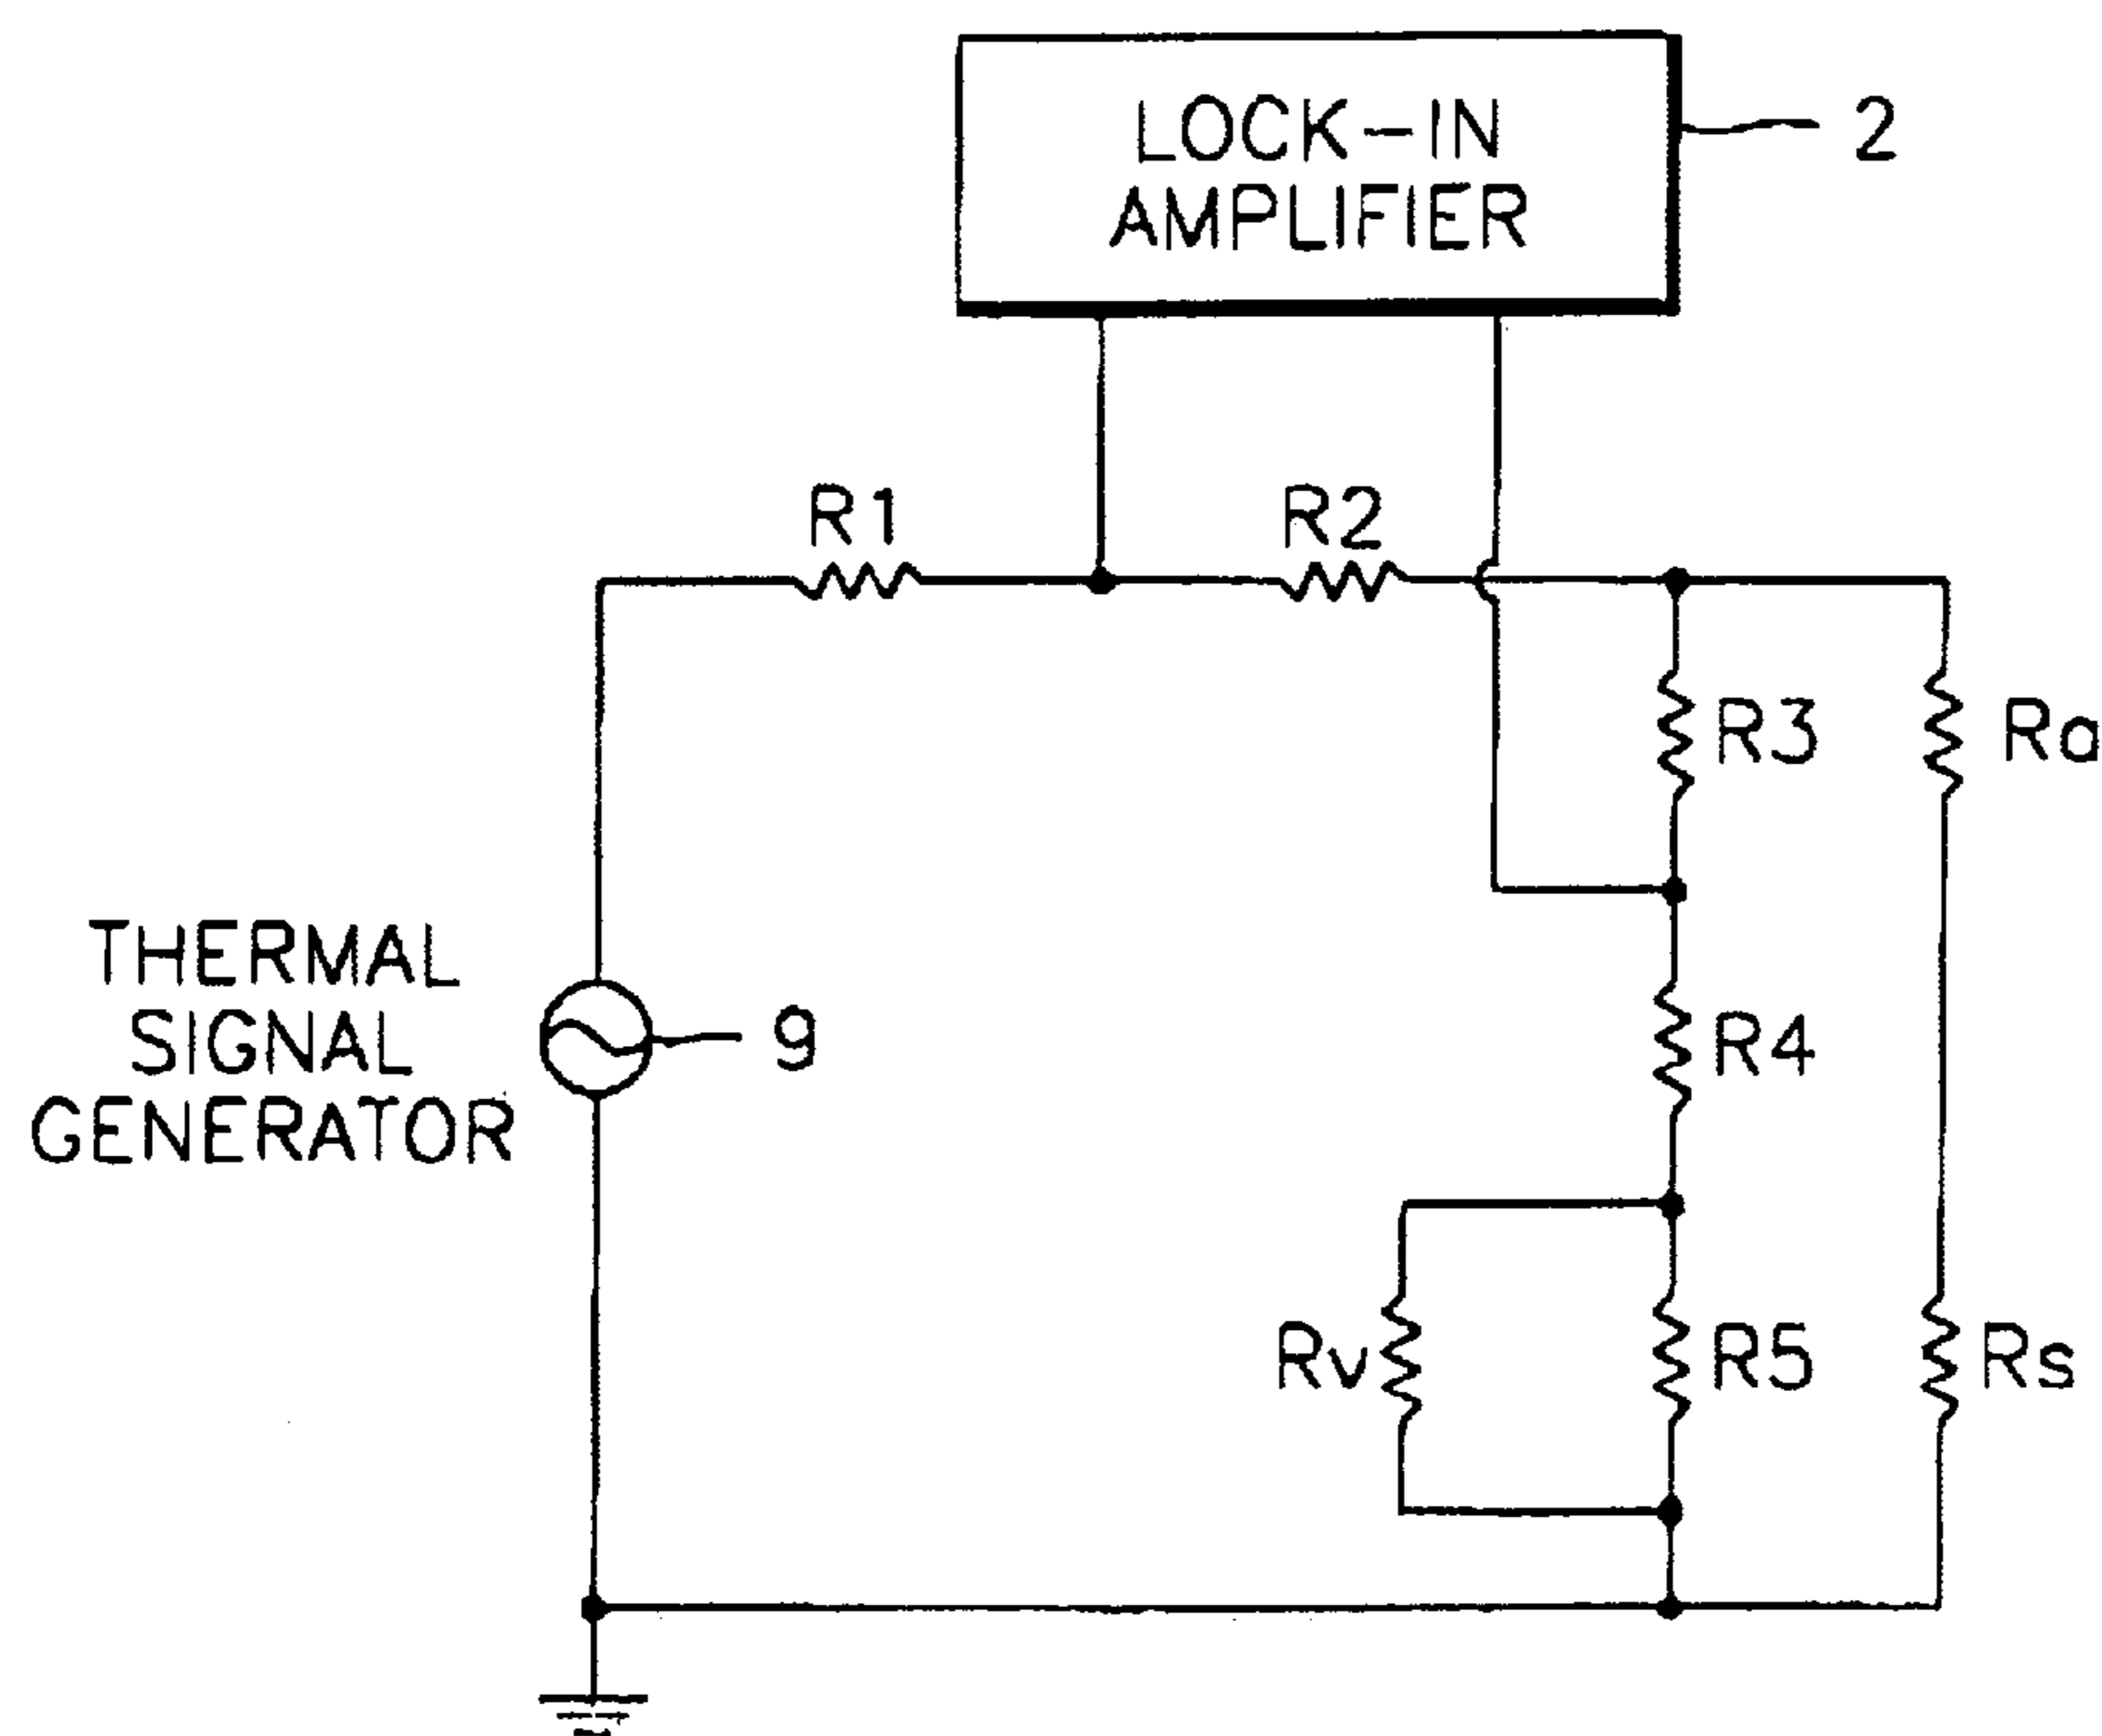 LOCK-IN
AMPLIFIER
2
R1
R2
R3
Ra
THERMAL
SIGNAL
GENERATOR
9
R4
Rv
R5
Rs